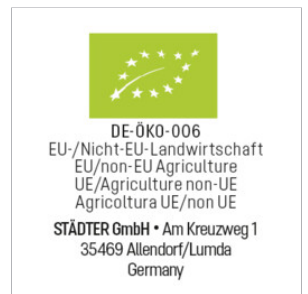 DE-ÖKO-006
EU-/Nicht-EU-Landwirtschaft
EU/non-EU Agriculture
UE/Agriculture non-UE
Agricoltura UE/non UE
STÄDTER GmbH • Am Kreuzweg 1
35469 Allendorf/Lumda
Germany